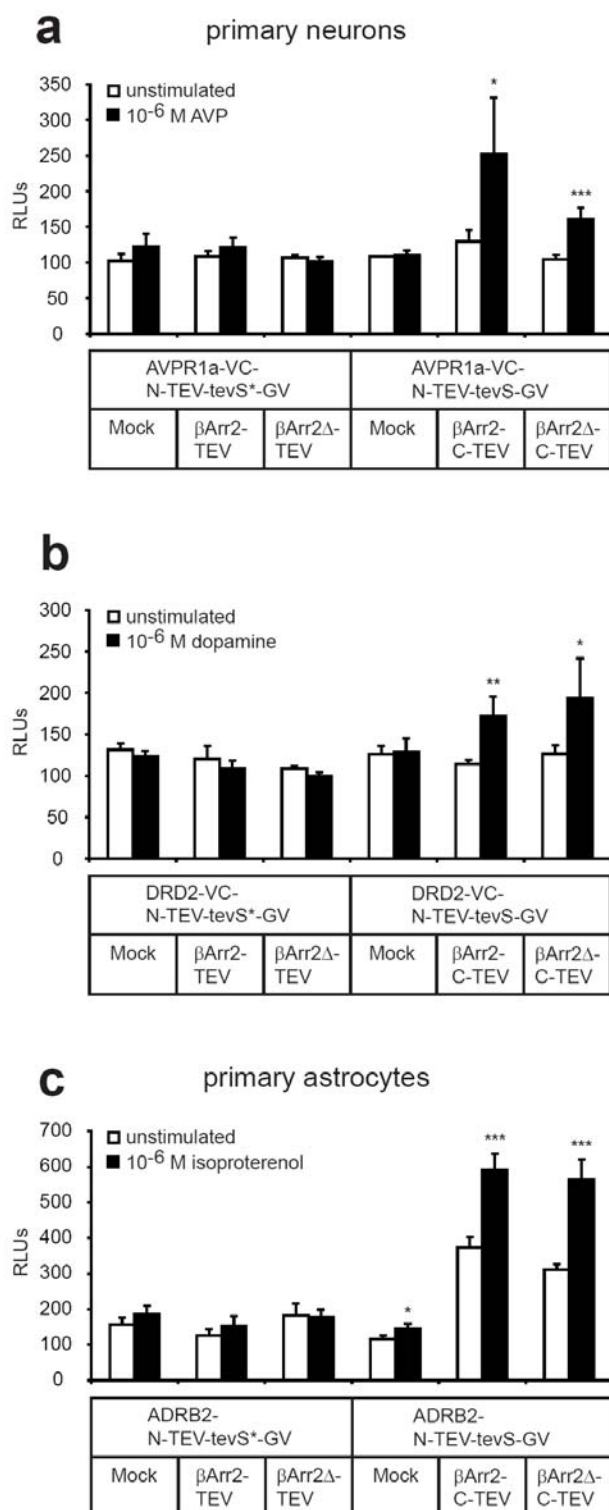 a primary neurons
350
300
250
200
150
100
50
0
RLUs
unstimulated
10-6 M AVP
*
***
AVPR1a-VC-
N-TEV-tevS*-GV
AVPR1a-VC-
N-TEV-tevS-GV
Mock
βArr2-
TEV
βArr2Δ-
TEV
Mock
βArr2-
C-TEV
βArr2Δ-
C-TEV
b
300
250
200
150
100
50
0
RLUs
unstimulated
10-6 M dopamine
**
*
DRD2-VC-
N-TEV-tevS*-GV
DRD2-VC-
N-TEV-tevS-GV
Mock
βArr2-
TEV
βArr2Δ-
TEV
Mock
βArr2-
C-TEV
βArr2Δ-
C-TEV
c primary astrocytes
700
600
500
400
300
200
100
0
RLUs
unstimulated
10-6 M isoproterenol
*
***
***
ADRB2-
N-TEV-tevS*-GV
ADRB2-
N-TEV-tevS-GV
Mock
βArr2-
TEV
βArr2Δ-
TEV
Mock
βArr2-
C-TEV
βArr2Δ-
C-TEV